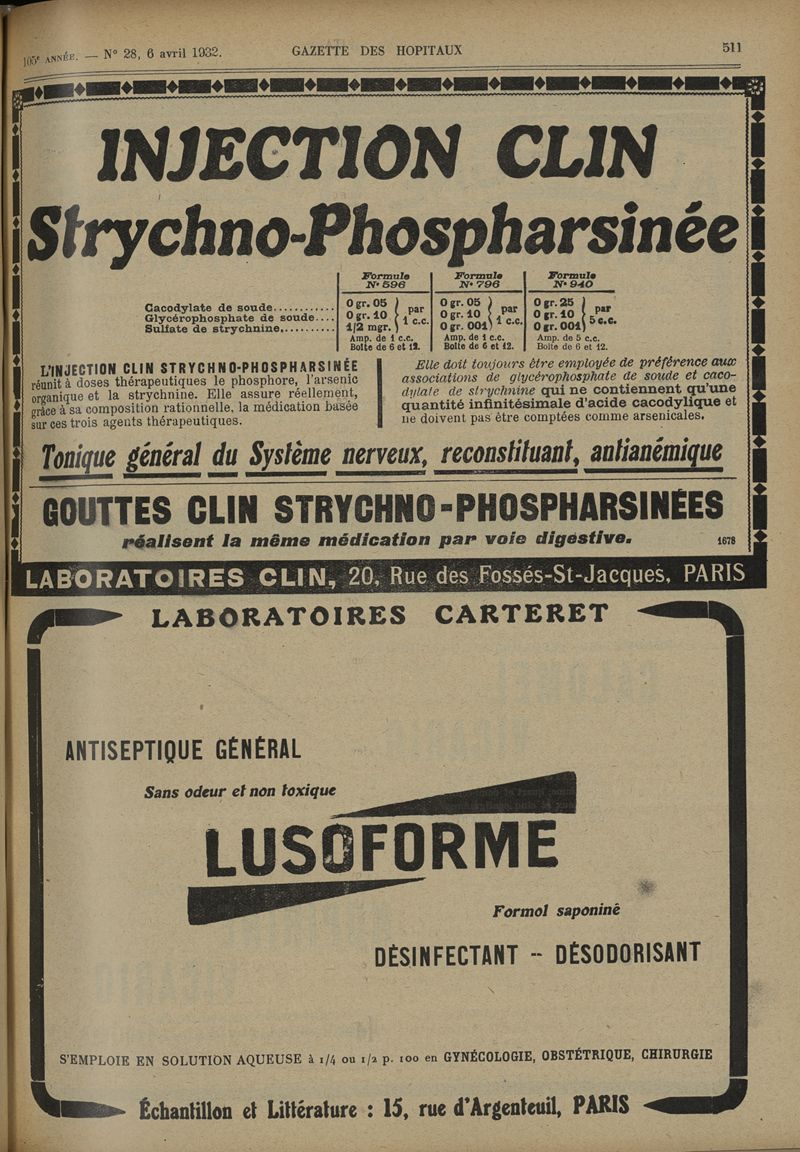 105e ANNÉE. — N° 28, 6 avril 1932. GAZETTE DES HOPITAUX 511
INJECTION CLIN
Strychno-Phospharsinée
Formule N° 596 Formule N° 796 Formule N° 940
Cacodylate de soude............ 0 gr. 05 0 gr. 05 0 gr. 25
Glycérophosphate de soude.... 0 gr. 10 par 1 c.c. 0 gr. 10 par 1 c.c. 0 gr. 10 par 5 c.c.
Sulfate de strychnine........... 1/2 mgr. 0 gr. 001 0 gr. 001
Amp. de 1 c.c. Amp. de 1 c.c. Amp. de 5 c.c.
Boîte de 6 et 12. Boîte de 6 et 12. Boîte de 6 et 12.
L'INJECTION CLIN STRYCHNO-PHOSPHARSINÉE
réunit à doses thérapeutiques le phosphore, l'arsenic
organique et la strychnine. Elle assure réellement,
grâce à sa composition rationnelle, la médication basée
sur ces trois agents thérapeutiques.
Elle doit toujours être employée de préférence aux
associations de glycérophosphate de soude et caco-
dylate de strychnine qui ne contiennent qu'une
quantité infinitésimale d'acide cacodylique et
ne doivent pas être comptées comme arsenicales.
Tonique général du Système nerveux, reconstituant, antianémique
GOUTTES CLIN STRYCHNO-PHOSPHARSINÉES
réalisent la même médication par voie digestive. 1678
LABORATOIRES CLIN, 20, Rue des Fossés-St-Jacques, PARIS
LABORATOIRES CARTERET
ANTISEPTIQUE GÉNÉRAL
Sans odeur et non toxique
LUSOFORME
Formol saponiné
DÉSINFECTANT -- DÉSODORISANT
S'EMPLOIE EN SOLUTION AQUEUSE à 1/4 ou 1/2 p. 100 en GYNÉCOLOGIE, OBSTÉTRIQUE, CHIRURGIE
Échantillon et Littérature : 15, rue d'Argenteuil, PARIS